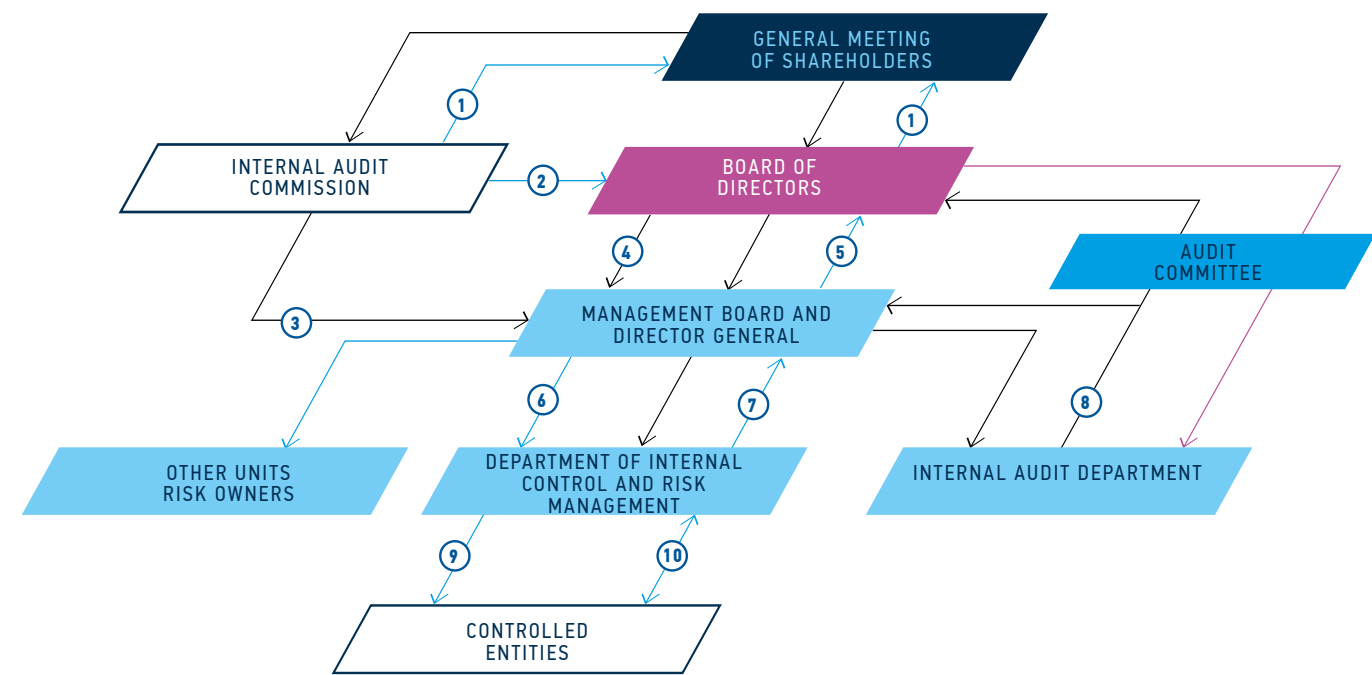 GENERAL MEETING
OF SHAREHOLDERS
1
1
INTERNAL AUDIT
COMMISSION
2
BOARD OF
DIRECTORS
4
5
AUDIT
COMMITTEE
3
MANAGEMENT BOARD AND
DIRECTOR GENERAL
6
7
8
OTHER UNITS
RISK OWNERS
DEPARTMENT OF INTERNAL
CONTROL AND RISK
MANAGEMENT
INTERNAL AUDIT DEPARTMENT
9
10
CONTROLLED
ENTITIES